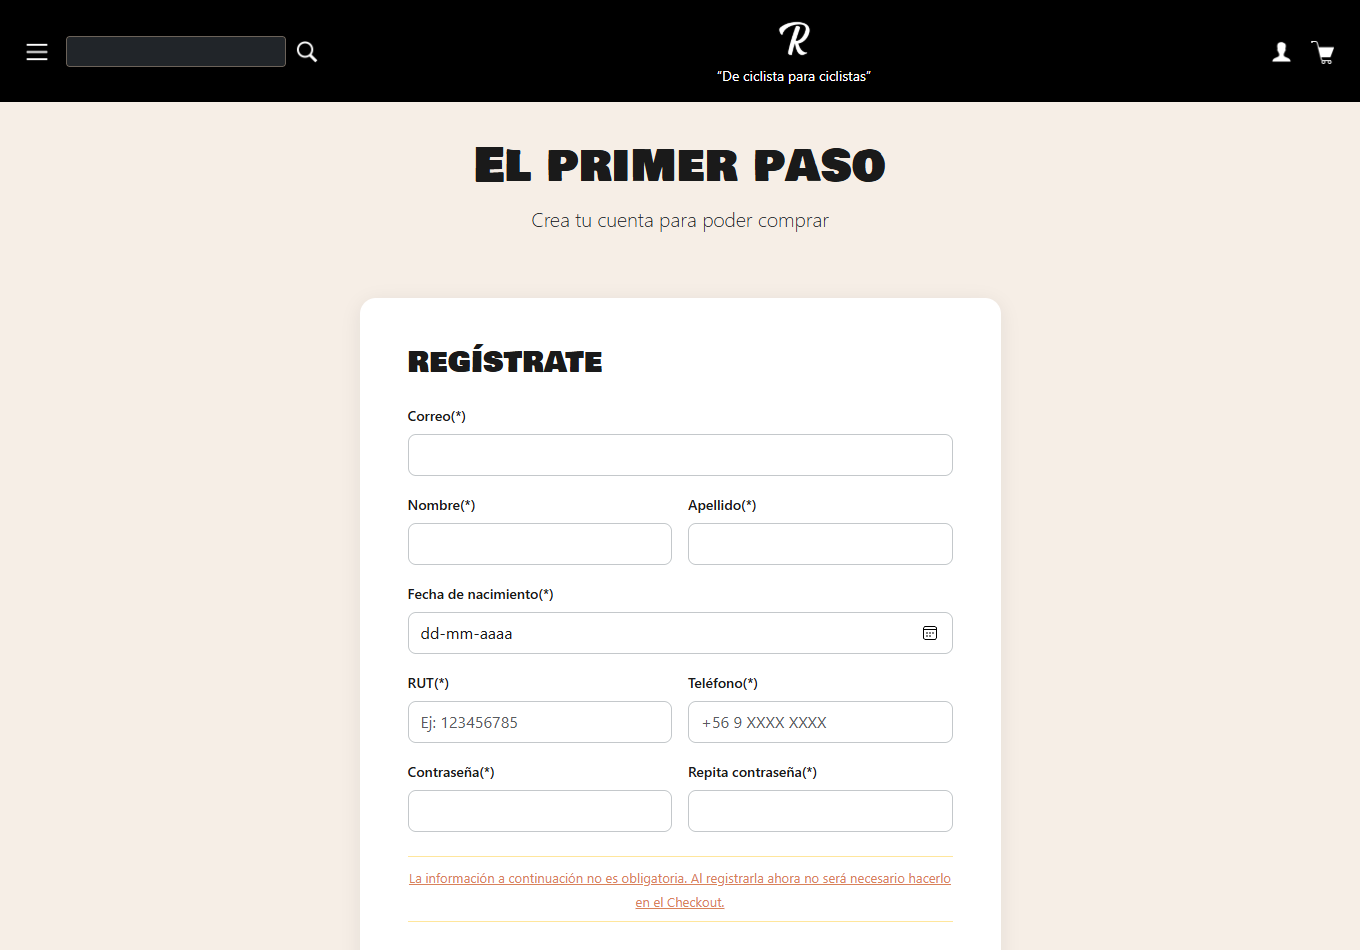 R
“De ciclista para ciclistas”
El primer paso
Crea tu cuenta para poder comprar
Regístrate
Correo(*)
Nombre(*) Apellido(*)
Fecha de nacimiento(*)
dd-mm-aaaa
RUT(*) Teléfono(*)
Ej: 123456785 +56 9 XXXX XXXX
Contraseña(*) Repita contraseña(*)
La información a continuación no es obligatoria. Al registrarla ahora no será necesario hacerlo
en el Checkout.